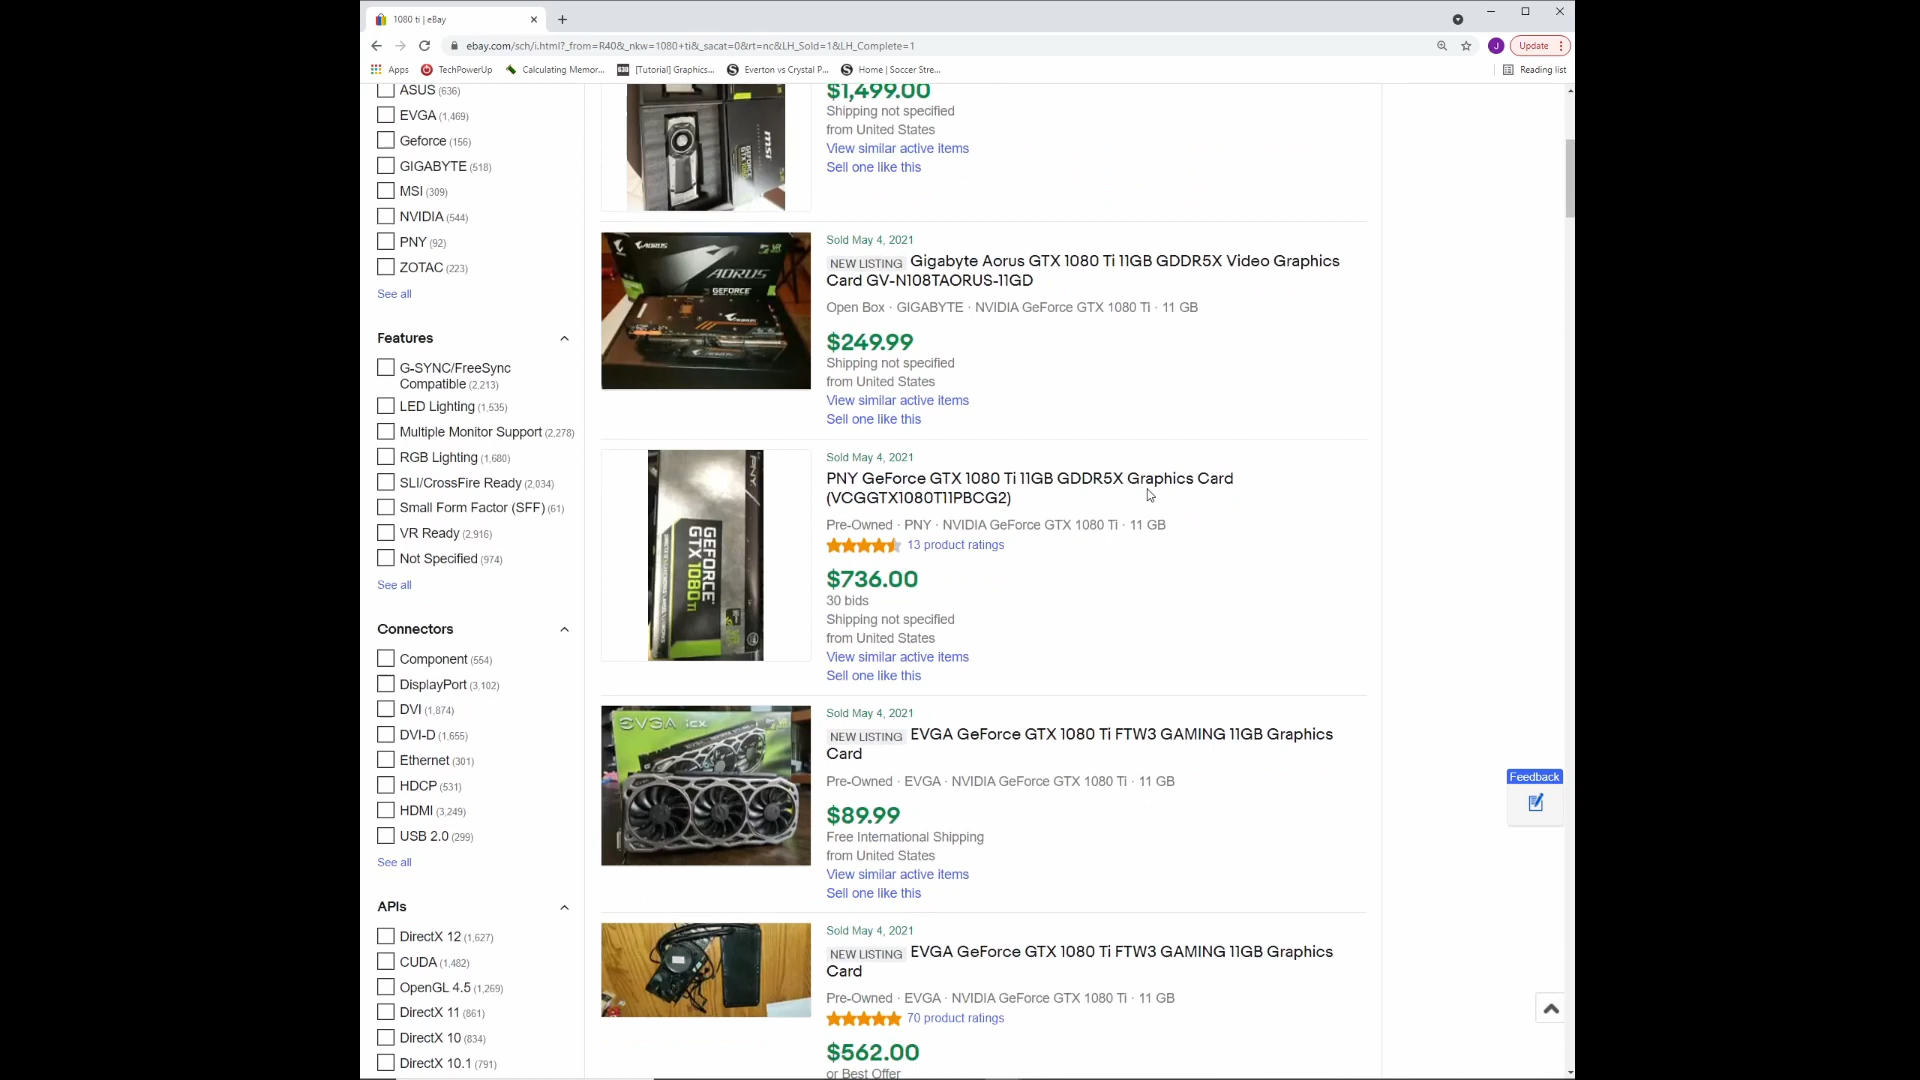 1080 ti | eBay
ebay.com/sch/i.html?_from=R40&_nkw=1080+ti&_sacat=0&rt=nc&LH_Sold=1&LH_Complete=1
J
Update
Apps
TechPowerUp
Calculating Memor...
[Tutorial] Graphics...
Everton vs Crystal P...
Home | Soccer Stre...
Reading list
ASUS (636)
EVGA (1,469)
Geforce (156)
GIGABYTE (518)
MSI (309)
NVIDIA (544)
PNY (92)
ZOTAC (223)
See all
Features
G-SYNC/FreeSync
Compatible (2,213)
LED Lighting (1,535)
Multiple Monitor Support (2,278)
RGB Lighting (1,680)
SLI/CrossFire Ready (2,034)
Small Form Factor (SFF) (61)
VR Ready (2,916)
Not Specified (974)
See all
Connectors
Component (554)
DisplayPort (3,102)
DVI (1,874)
DVI-D (1,655)
Ethernet (301)
HDCP (531)
HDMI (3,249)
USB 2.0 (299)
See all
APIs
DirectX 12 (1,627)
CUDA (1,482)
OpenGL 4.5 (1,269)
DirectX 11 (861)
DirectX 10 (834)
DirectX 10.1 (791)
msi
$1,499.00
Shipping not specified
from United States
View similar active items
Sell one like this
AORUS
AORUS
GEFORCE
Sold May 4, 2021
NEW LISTING Gigabyte Aorus GTX 1080 Ti 11GB GDDR5X Video Graphics
Card GV-N108TAORUS-11GD
Open Box · GIGABYTE · NVIDIA GeForce GTX 1080 Ti · 11 GB
$249.99
Shipping not specified
from United States
View similar active items
Sell one like this
PNY
GEFORCE
GTX 1080 TI
Sold May 4, 2021
PNY GeForce GTX 1080 Ti 11GB GDDR5X Graphics Card
(VCGGTX1080T11PBCG2)
Pre-Owned · PNY · NVIDIA GeForce GTX 1080 Ti · 11 GB
13 product ratings
$736.00
30 bids
Shipping not specified
from United States
View similar active items
Sell one like this
EVGA iCX
Sold May 4, 2021
NEW LISTING EVGA GeForce GTX 1080 Ti FTW3 GAMING 11GB Graphics
Card
Pre-Owned · EVGA · NVIDIA GeForce GTX 1080 Ti · 11 GB
$89.99
Free International Shipping
from United States
View similar active items
Sell one like this
Sold May 4, 2021
NEW LISTING EVGA GeForce GTX 1080 Ti FTW3 GAMING 11GB Graphics
Card
Pre-Owned · EVGA · NVIDIA GeForce GTX 1080 Ti · 11 GB
70 product ratings
$562.00
or Best Offer
Feedback